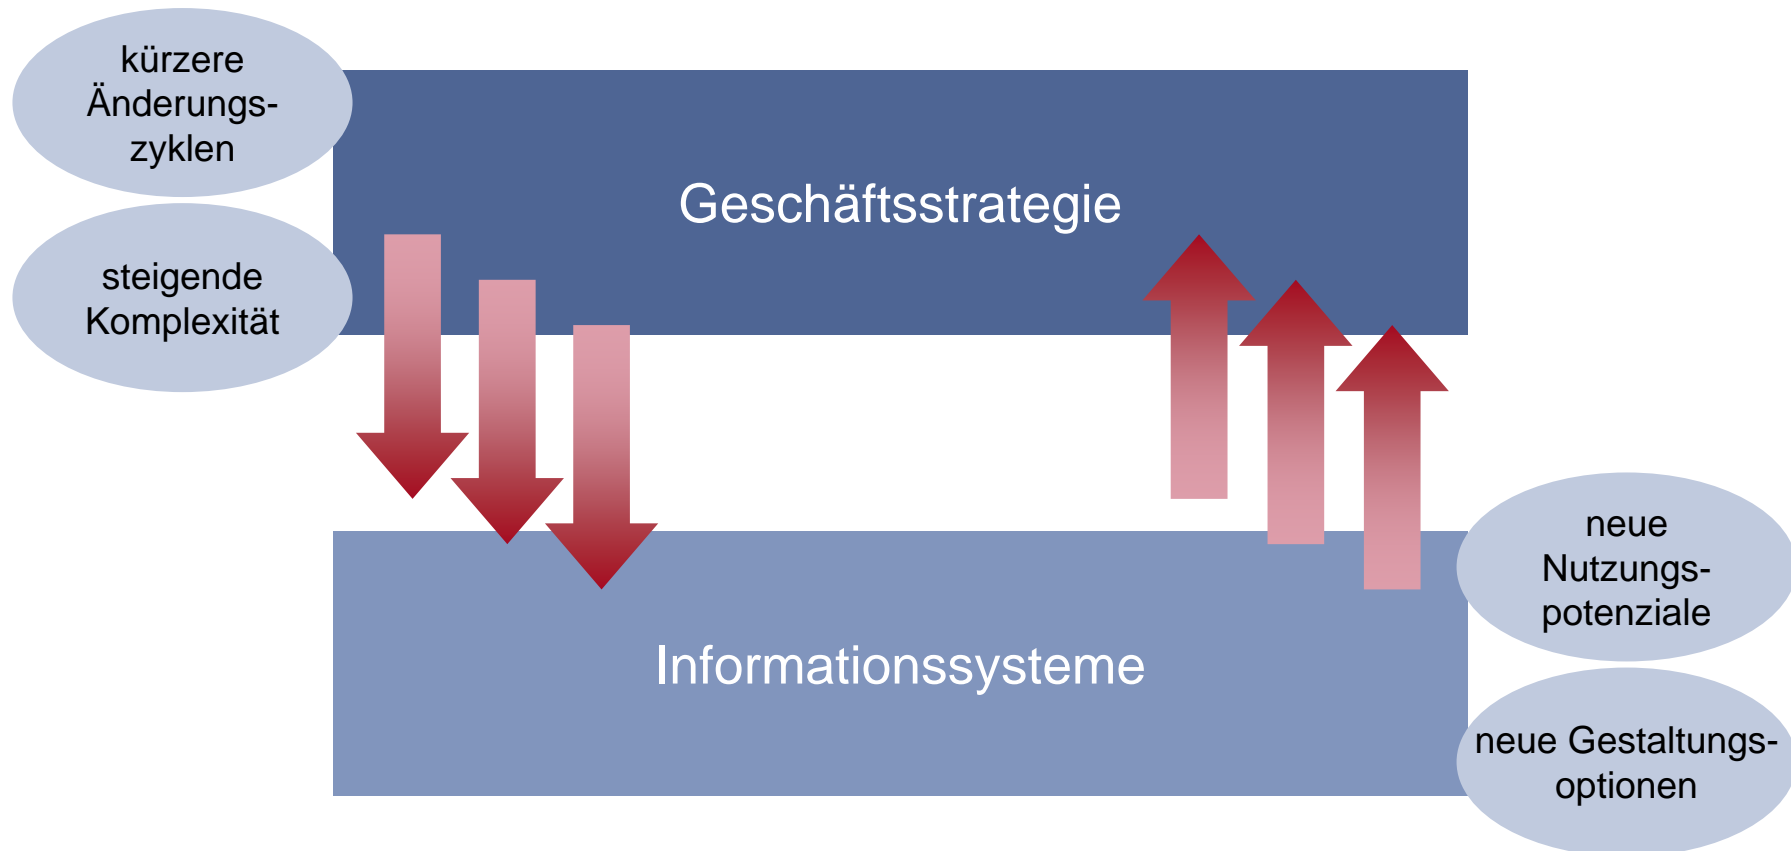 kürzere
Änderungs-
zyklen
Geschäftsstrategie
steigende
Komplexität
neue
Nutzungs-
potenziale
Informationssysteme
neue Gestaltungs-
optionen